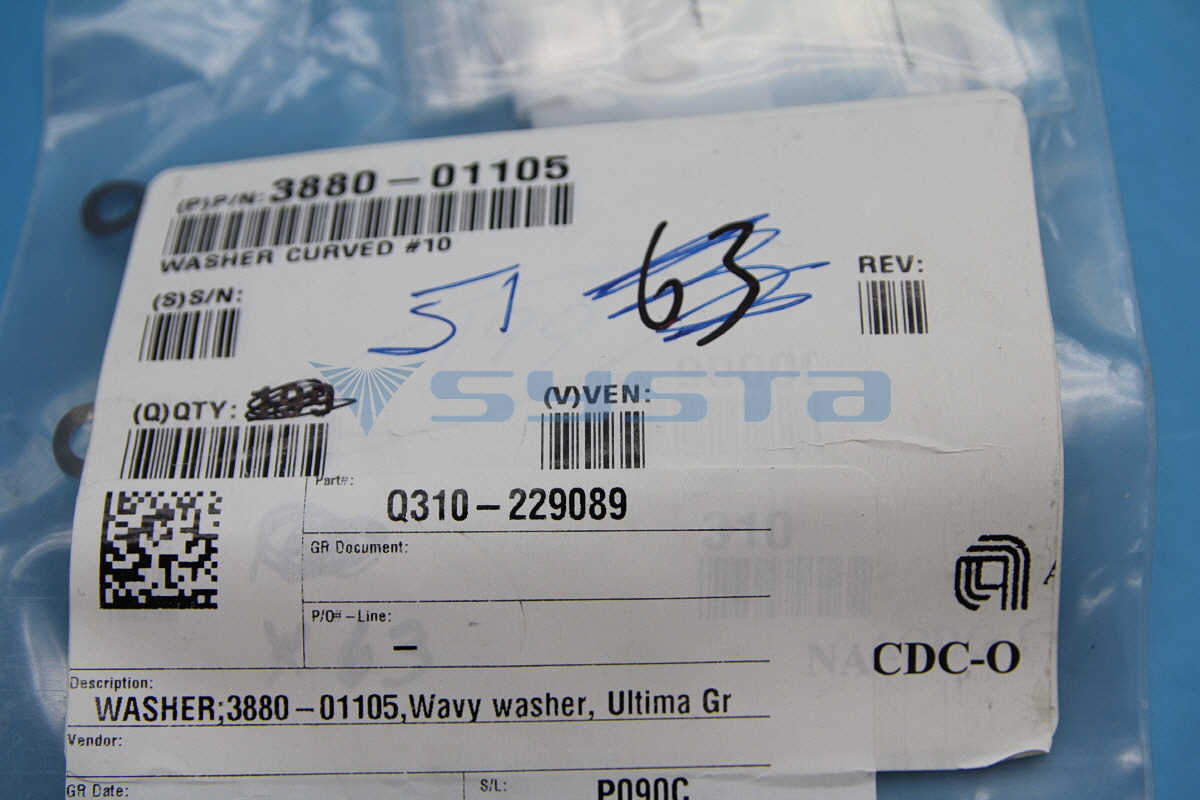 (P)P/N: 3880-01105
WASHER CURVED #10
51
63
REV:
(S)S/N:
systa
(Q)QTY:
(V)VEN:
Part#:
Q310-229089
GR Document:
P/O#-Line:
-
CDC-O
Description:
WASHER;3880-01105,Wavy washer, Ultima Gr
Vendor:
GR Date:
S/L:
P090C